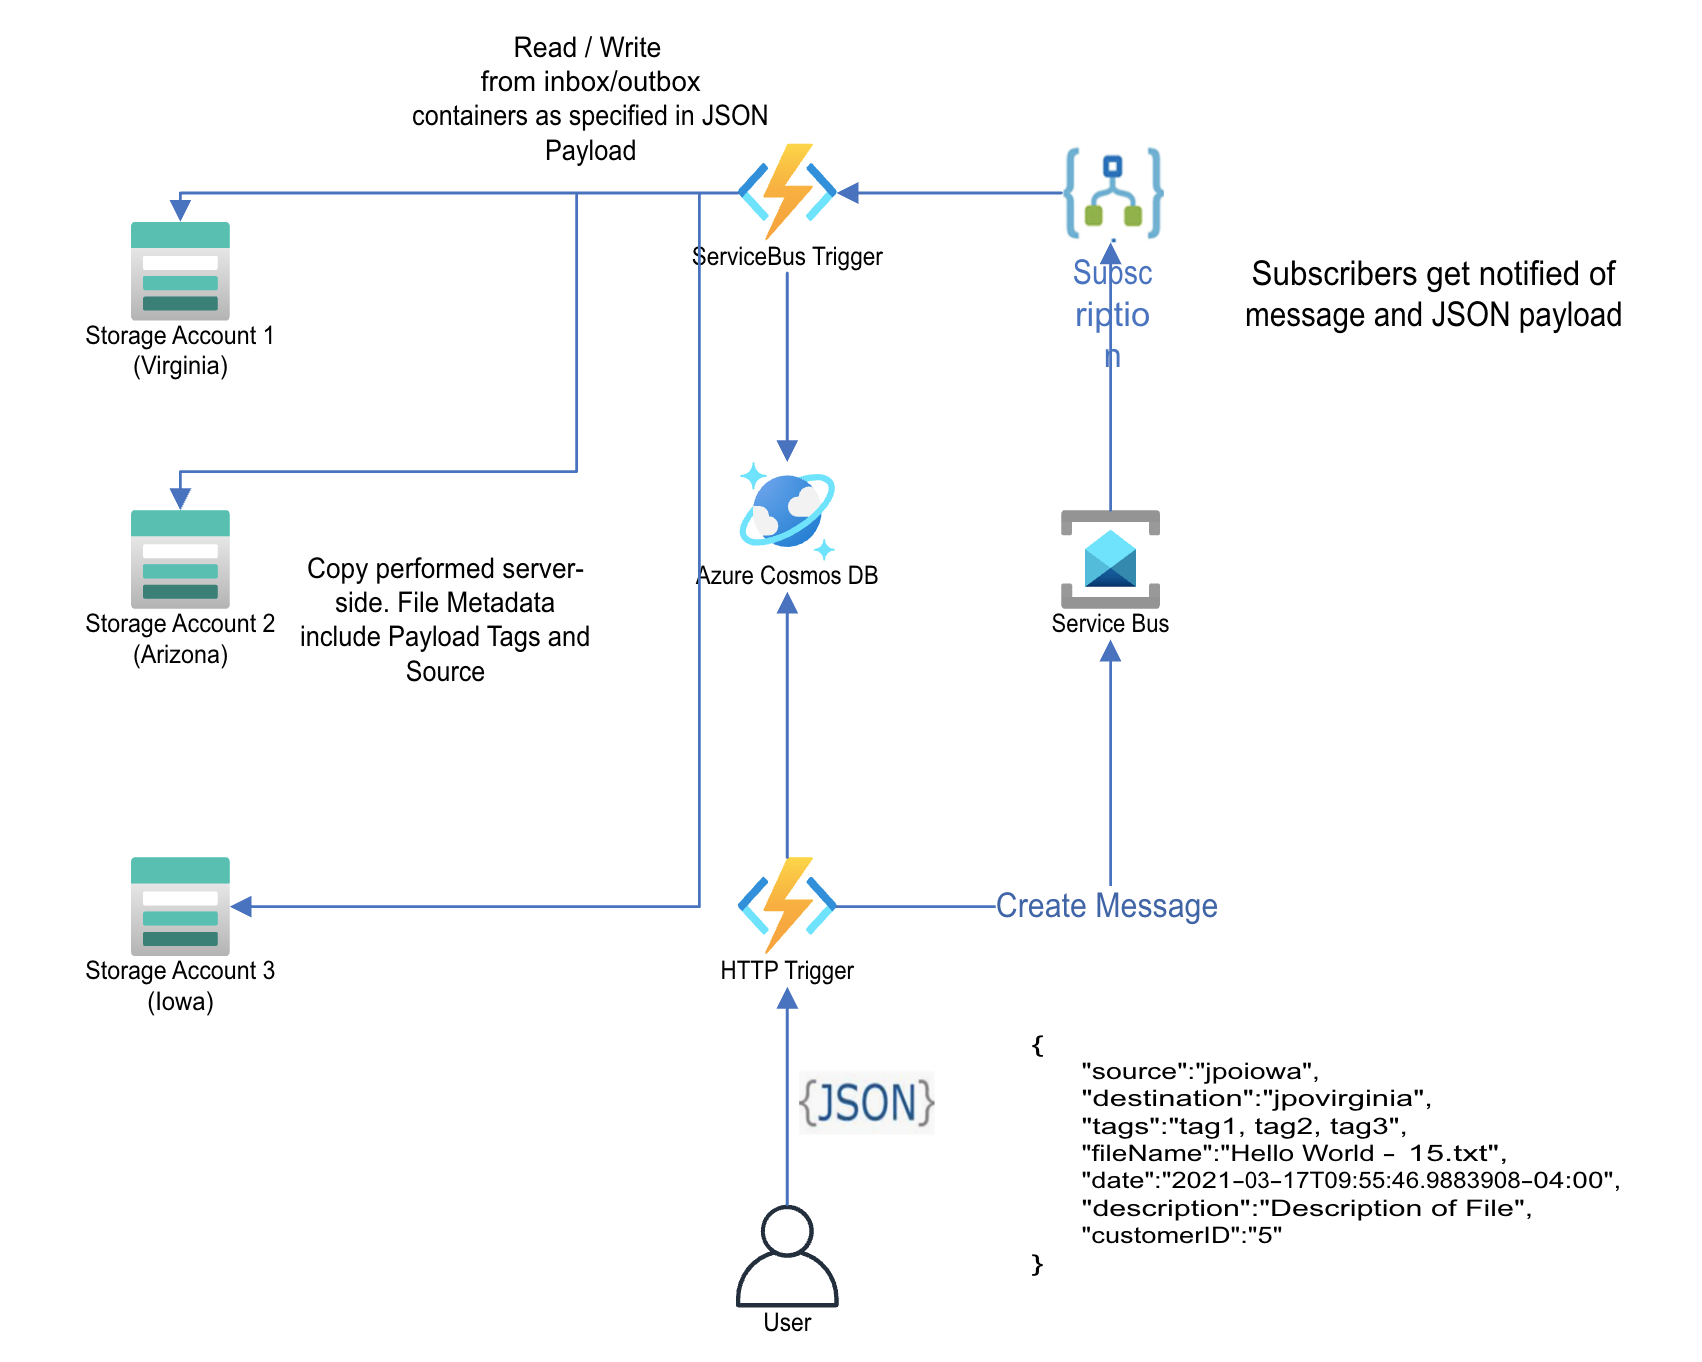 Read / Write
from inbox/outbox
containers as specified in JSON
Payload
ServiceBus Trigger
Subsc
riptio
n
Subscribers get notified of
message and JSON payload
Storage Account 1
(Virginia)
Azure Cosmos DB
Storage Account 2
(Arizona)
Copy performed server-
side. File Metadata
include Payload Tags and
Source
Service Bus
Create Message
HTTP Trigger
Storage Account 3
(Iowa)
{JSON}
{
"source":"jpoiowa",
"destination":"jpovirginia",
"tags":"tag1, tag2, tag3",
"fileName":"Hello World - 15.txt",
"date":"2021-03-17T09:55:46.9883908-04:00",
"description":"Description of File",
"customerID":"5"
}
User